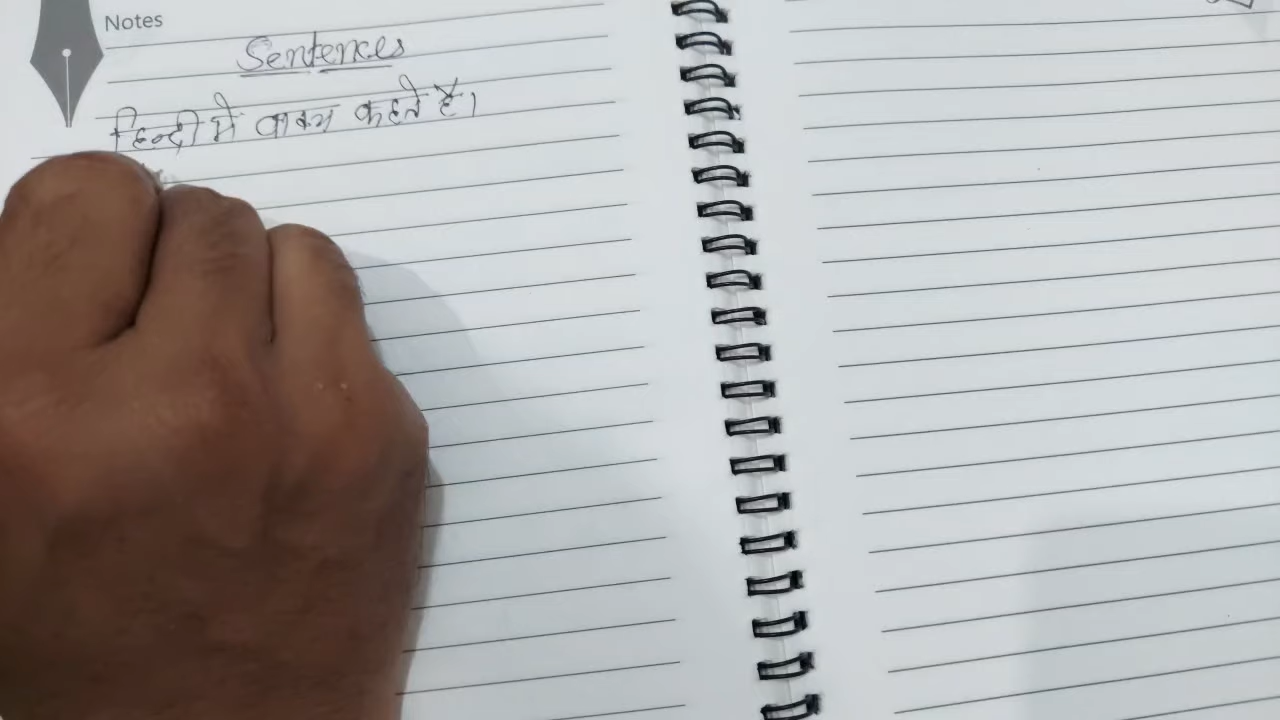 Notes
Sentences
हिन्दी मे वाक्य कहते है।